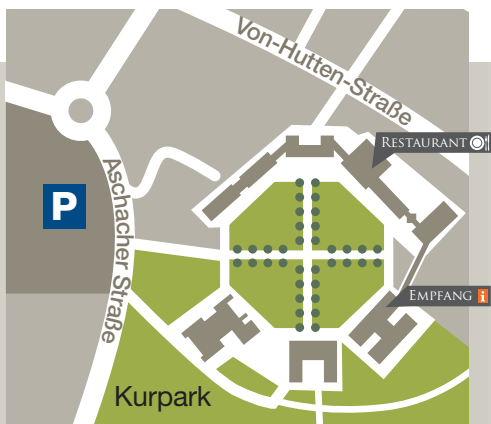 Von-Hutten-Straße
RESTAURANT
Aschacher Straße
P
EMPFANG i
Kurpark